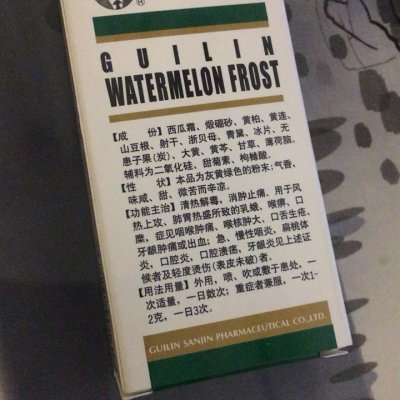 GUILIN
WATERMELON FROST
【成　份】西瓜霜、煅硼砂、黄柏、黄连、
山豆根、射干、浙贝母、青黛、冰片、无
患子果(炭)、大黄、黄芩、甘草、薄荷脑。
辅料为二氧化硅、甜菊素、枸橼酸。
【性　状】本品为灰黄绿色的粉末；气香，
味咸、甜、微苦而辛凉。
【功能主治】清热解毒，消肿止痛。用于风
热上攻、肺胃热盛所致的乳蛾、喉痹、口
糜，症见咽喉肿痛、喉核肿大、口舌生疮、
牙龈肿痛或出血；急、慢性咽炎，扁桃体
炎，口腔炎，口腔溃疡，牙龈炎见上述证
候者及轻度烫伤(表皮未破)者。
【用法用量】外用，喷、吹或敷于患处，一
次适量，一日数次；重症者兼服，一次1~
2克，一日3次。
GUILIN SANJIN PHARMACEUTICAL CO.,LTD.